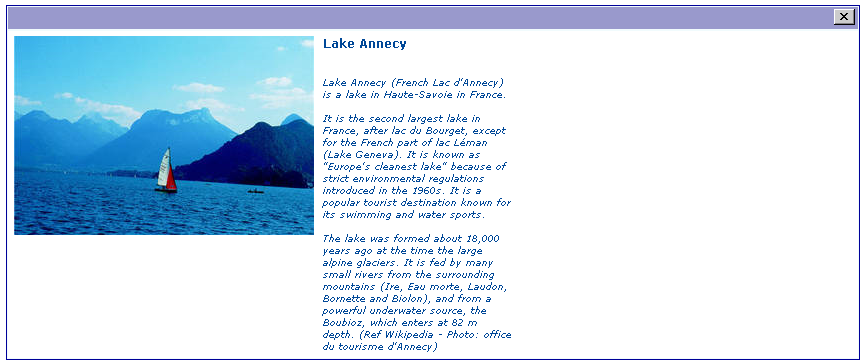 Lake Annecy
Lake Annecy (French Lac d'Annecy)
is a lake in Haute-Savoie in France.
It is the second largest lake in
France, after lac du Bourget, except
for the French part of lac Léman
(Lake Geneva). It is known as
"Europe's cleanest lake" because of
strict environmental regulations
introduced in the 1960s. It is a
popular tourist destination known for
its swimming and water sports.
The lake was formed about 18,000
years ago at the time the large
alpine glaciers. It is fed by many
small rivers from the surrounding
mountains (Ire, Eau morte, Laudon,
Bornette and Biolon), and from a
powerful underwater source, the
Boubioz, which enters at 82 m
depth. (Ref Wikipedia - Photo: office
du tourisme d'Annecy)